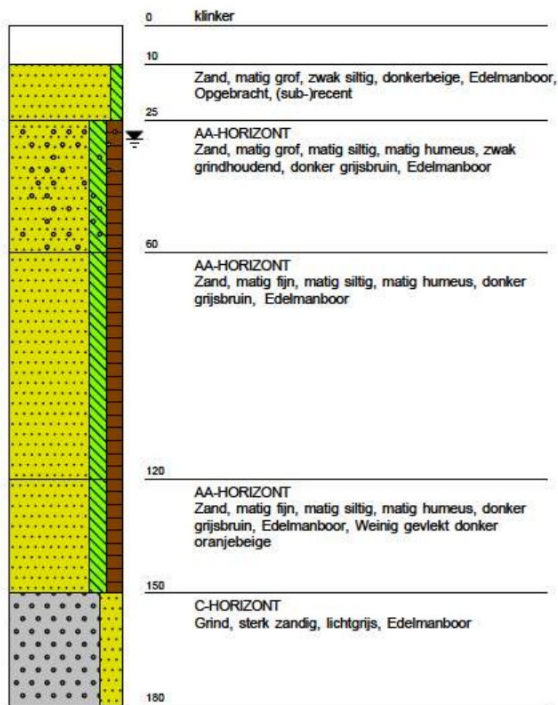 0 klinker
10
Zand, matig grof, zwak siltig, donkerbeige, Edelmanboor,
Opgebracht, (sub-)recent
25
AA-HORIZONT
Zand, matig grof, matig siltig, matig humeus, zwak
grindhoudend, donker grijsbruin, Edelmanboor
60
AA-HORIZONT
Zand, matig fijn, matig siltig, matig humeus, donker
grijsbruin, Edelmanboor
120
AA-HORIZONT
Zand, matig fijn, matig siltig, matig humeus, donker
grijsbruin, Edelmanboor, Weinig gevlekt donker
oranjebeige
150
C-HORIZONT
Grind, sterk zandig, lichtgrijs, Edelmanboor
180